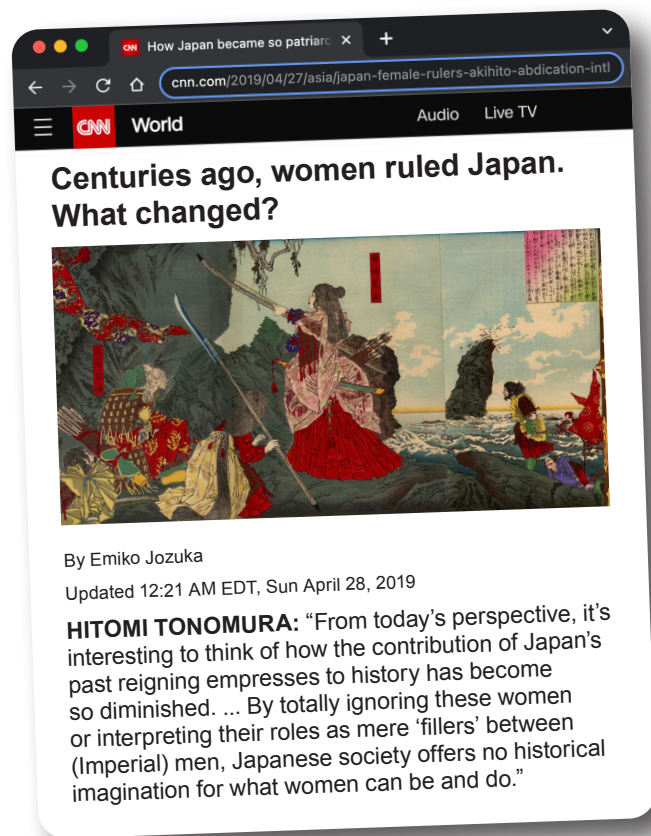 CNN How Japan became so patriarc
cnn.com/2019/04/27/asia/japan-female-rulers-akihito-abdication-intl
CNN World Audio Live TV
Centuries ago, women ruled Japan.
What changed?
By Emiko Jozuka
Updated 12:21 AM EDT, Sun April 28, 2019
HITOMI TONOMURA: “From today’s perspective, it’s
interesting to think of how the contribution of Japan’s
past reigning empresses to history has become
so diminished. ... By totally ignoring these women
or interpreting their roles as mere ‘fillers’ between
(Imperial) men, Japanese society offers no historical
imagination for what women can be and do.”